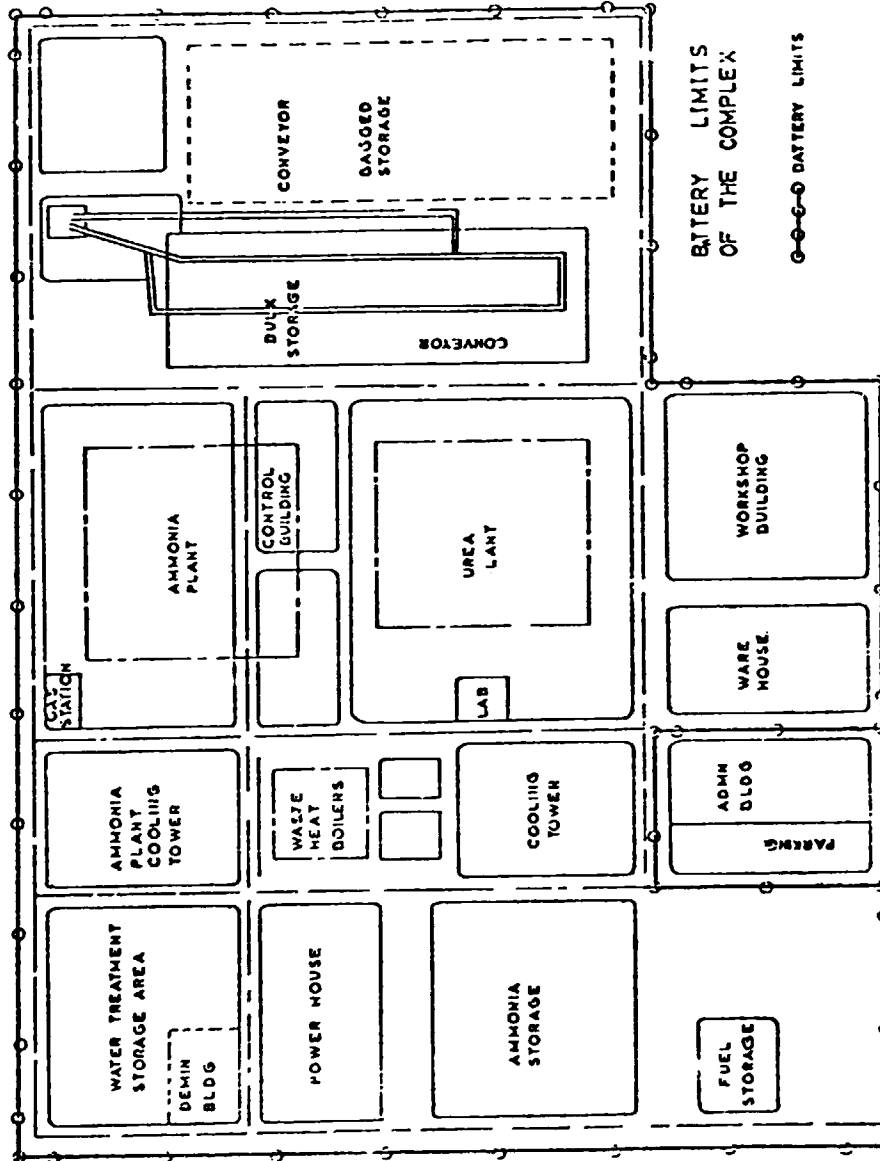 WATER TREATMENT
STORAGE AREA
DEMIN
BLDG
AMMONIA
PLANT
COOLING
TOWER
GAS
STATION
AMMONIA
PLANT
POWER HOUSE
WASTE
HEAT
BOILERS
CONTROL
BUILDING
BULK
STORAGE
CONVEYOR
CONVEYOR
BAGGED
STORAGE
AMMONIA
STORAGE
COOLING
TOWER
LAB
UREA
LANT
FUEL
STORAGE
ADMN
BLDG
PARKING
WARE
HOUSE.
WORKSHOP
BUILDING
BATTERY LIMITS
OF THE COMPLEX
BATTERY LIMITS